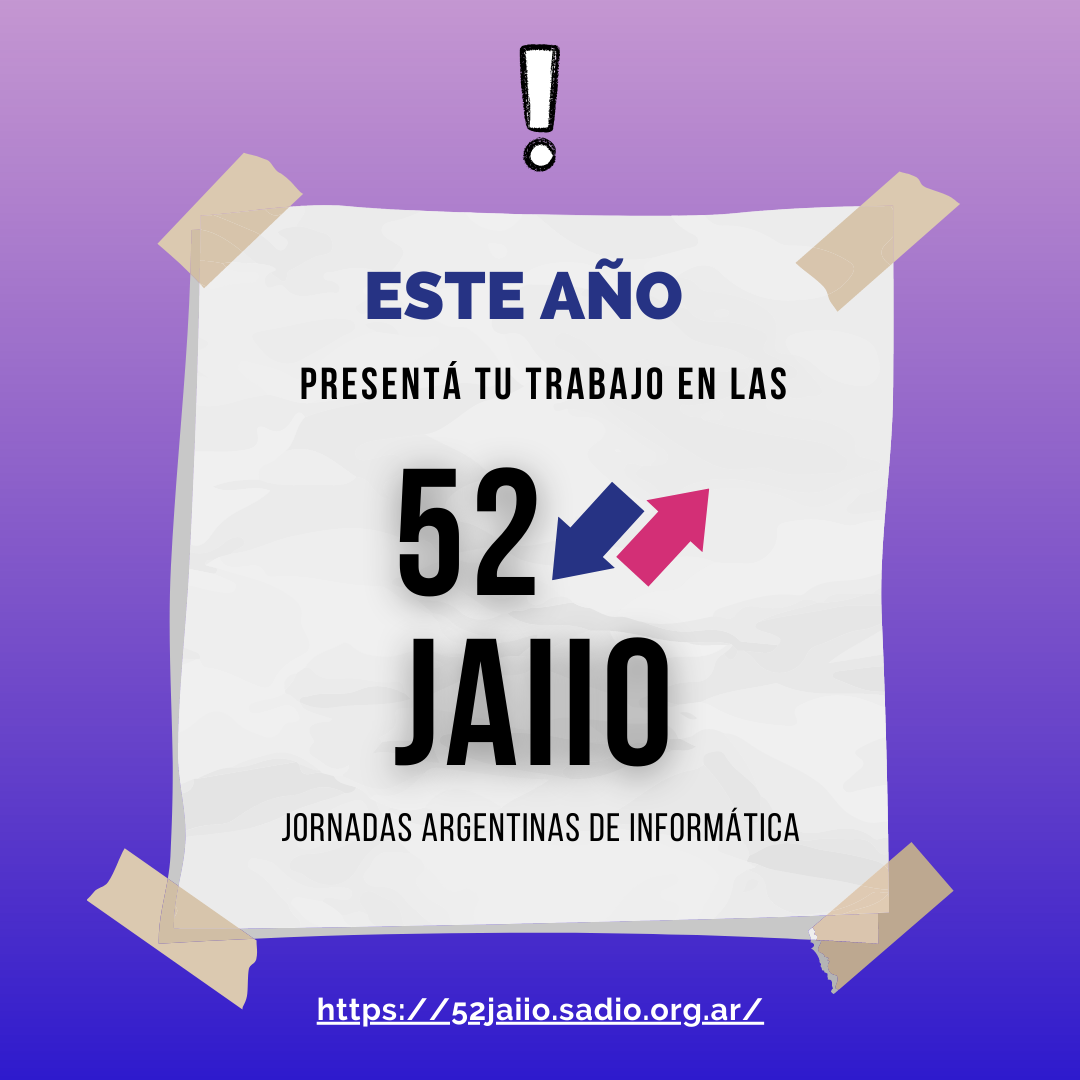 !
ESTE AÑO
PRESENTÁ TU TRABAJO EN LAS
52
JAIIO
JORNADAS ARGENTINAS DE INFORMÁTICA
https://52jaiio.sadio.org.ar/